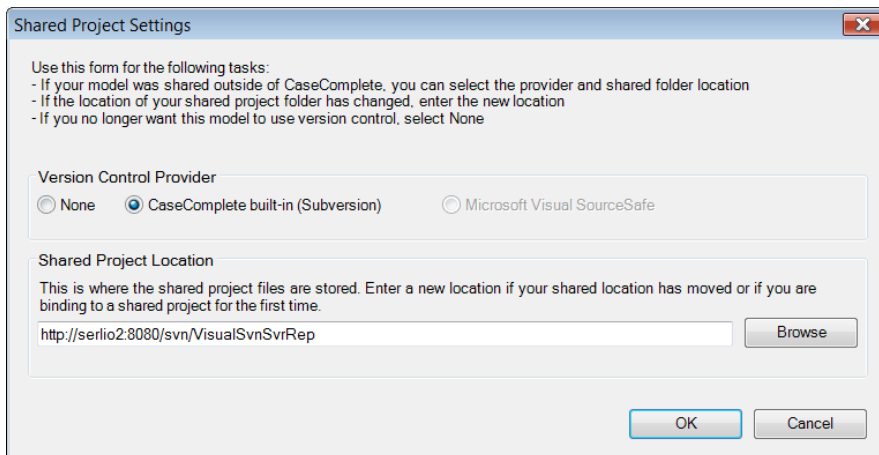 Shared Project Settings
Use this form for the following tasks:
- If your model was shared outside of CaseComplete, you can select the provider and shared folder location
- If the location of your shared project folder has changed, enter the new location
- If you no longer want this model to use version control, select None
Version Control Provider
None CaseComplete built-in (Subversion) Microsoft Visual SourceSafe
Shared Project Location
This is where the shared project files are stored. Enter a new location if your shared location has moved or if you are
binding to a shared project for the first time.
http://serlio2:8080/svn/VisualSvnSvrRep Browse
OK Cancel